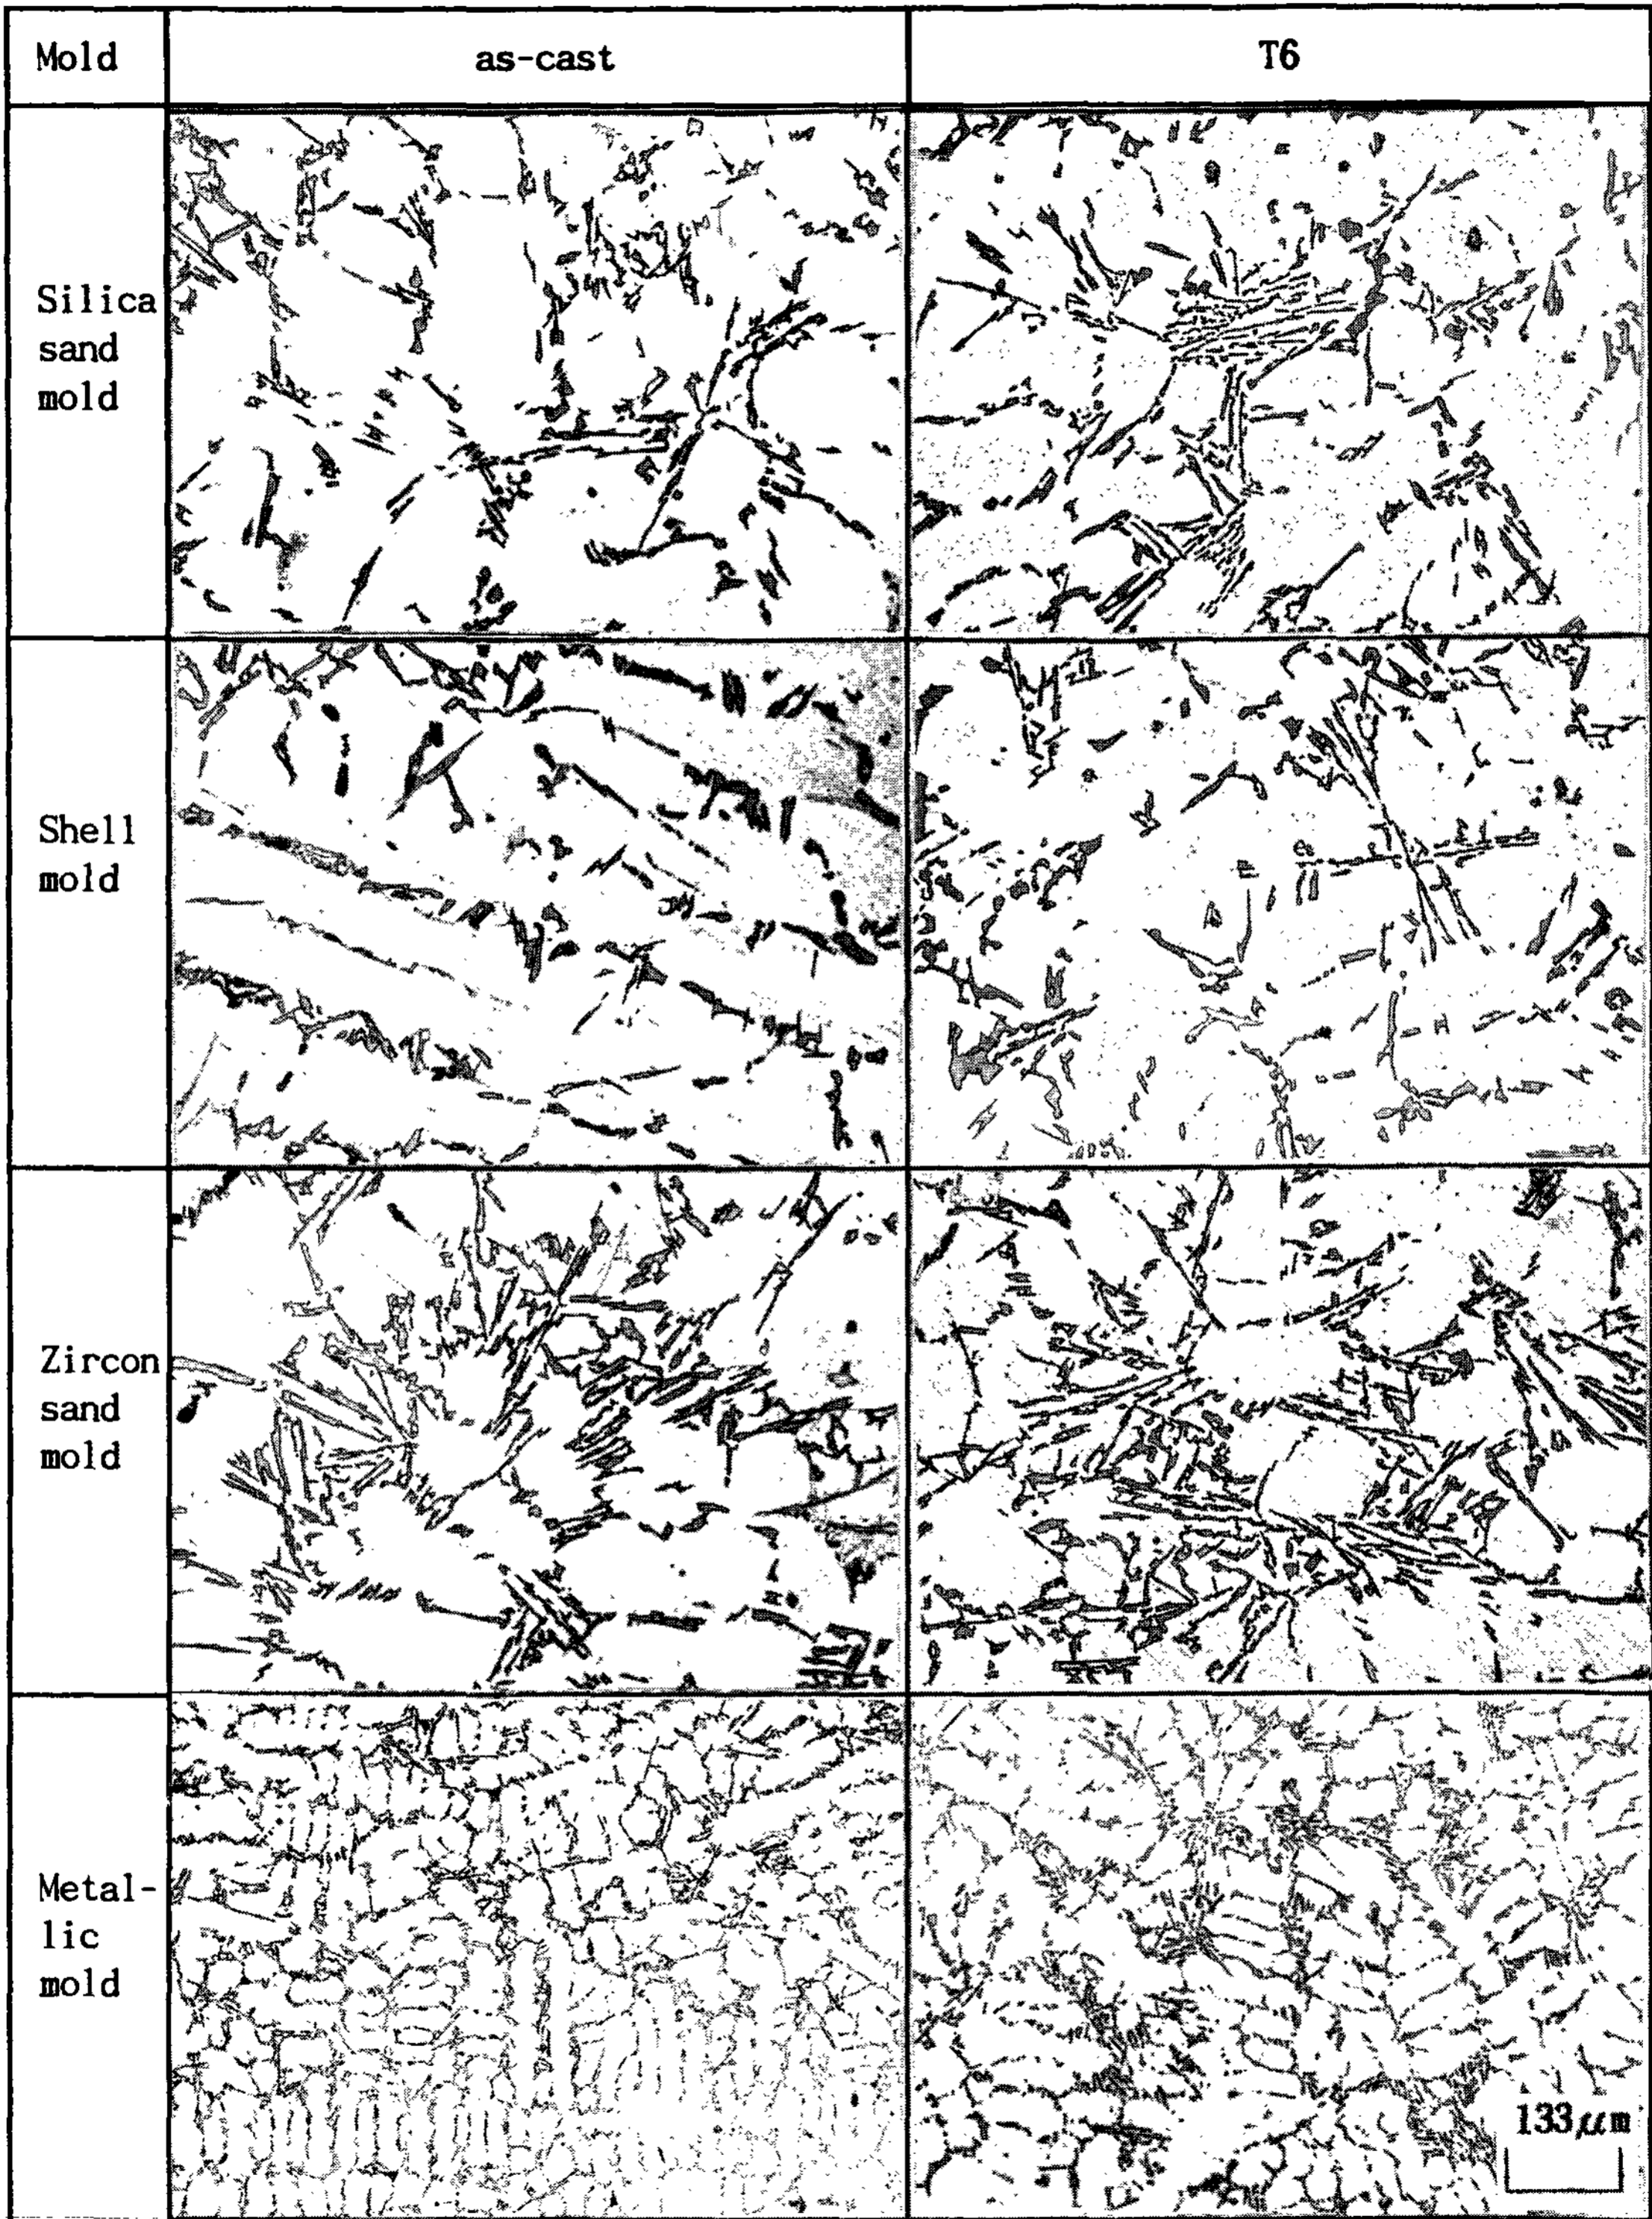 Mold
as-cast
T6
Silica
sand
mold
Shell
mold
Zircon
sand
mold
Metal-
lic
mold
133μm